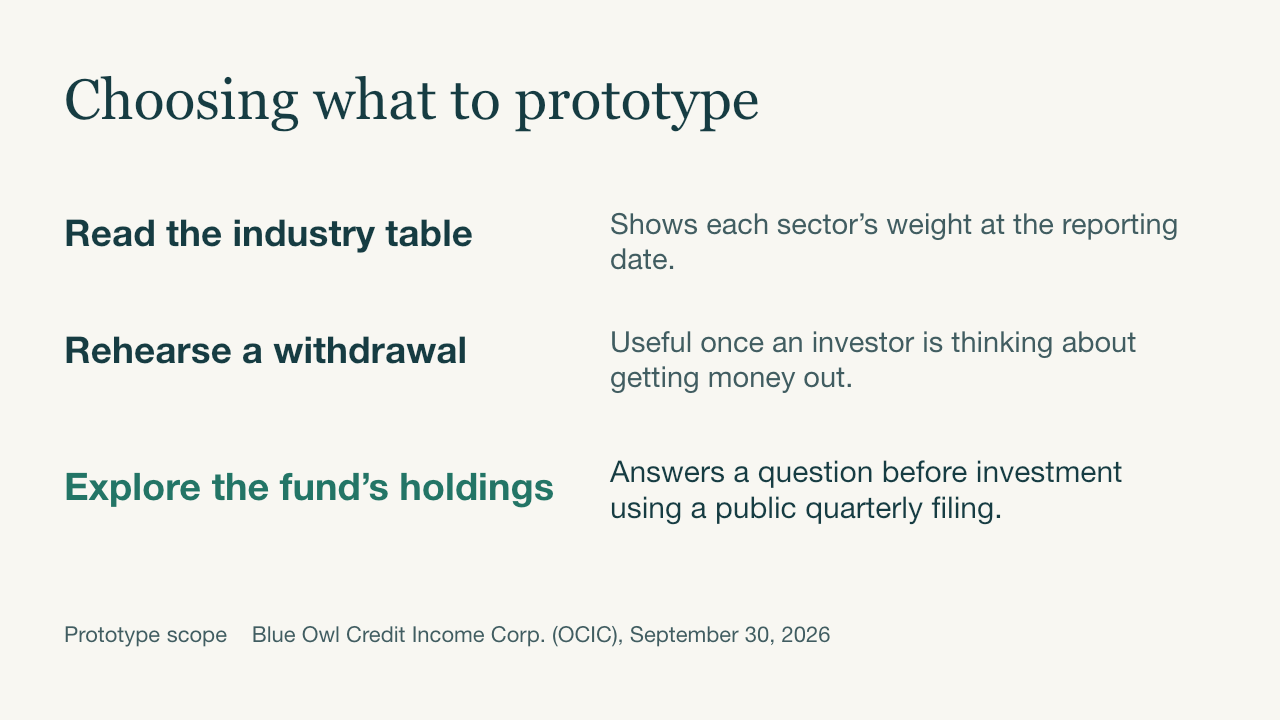 Choosing what to prototype
Read the industry table
Shows each sector’s weight at the reporting
date.
Rehearse a withdrawal
Useful once an investor is thinking about
getting money out.
Explore the fund’s holdings
Answers a question before investment
using a public quarterly filing.
Prototype scope Blue Owl Credit Income Corp. (OCIC), September 30, 2026